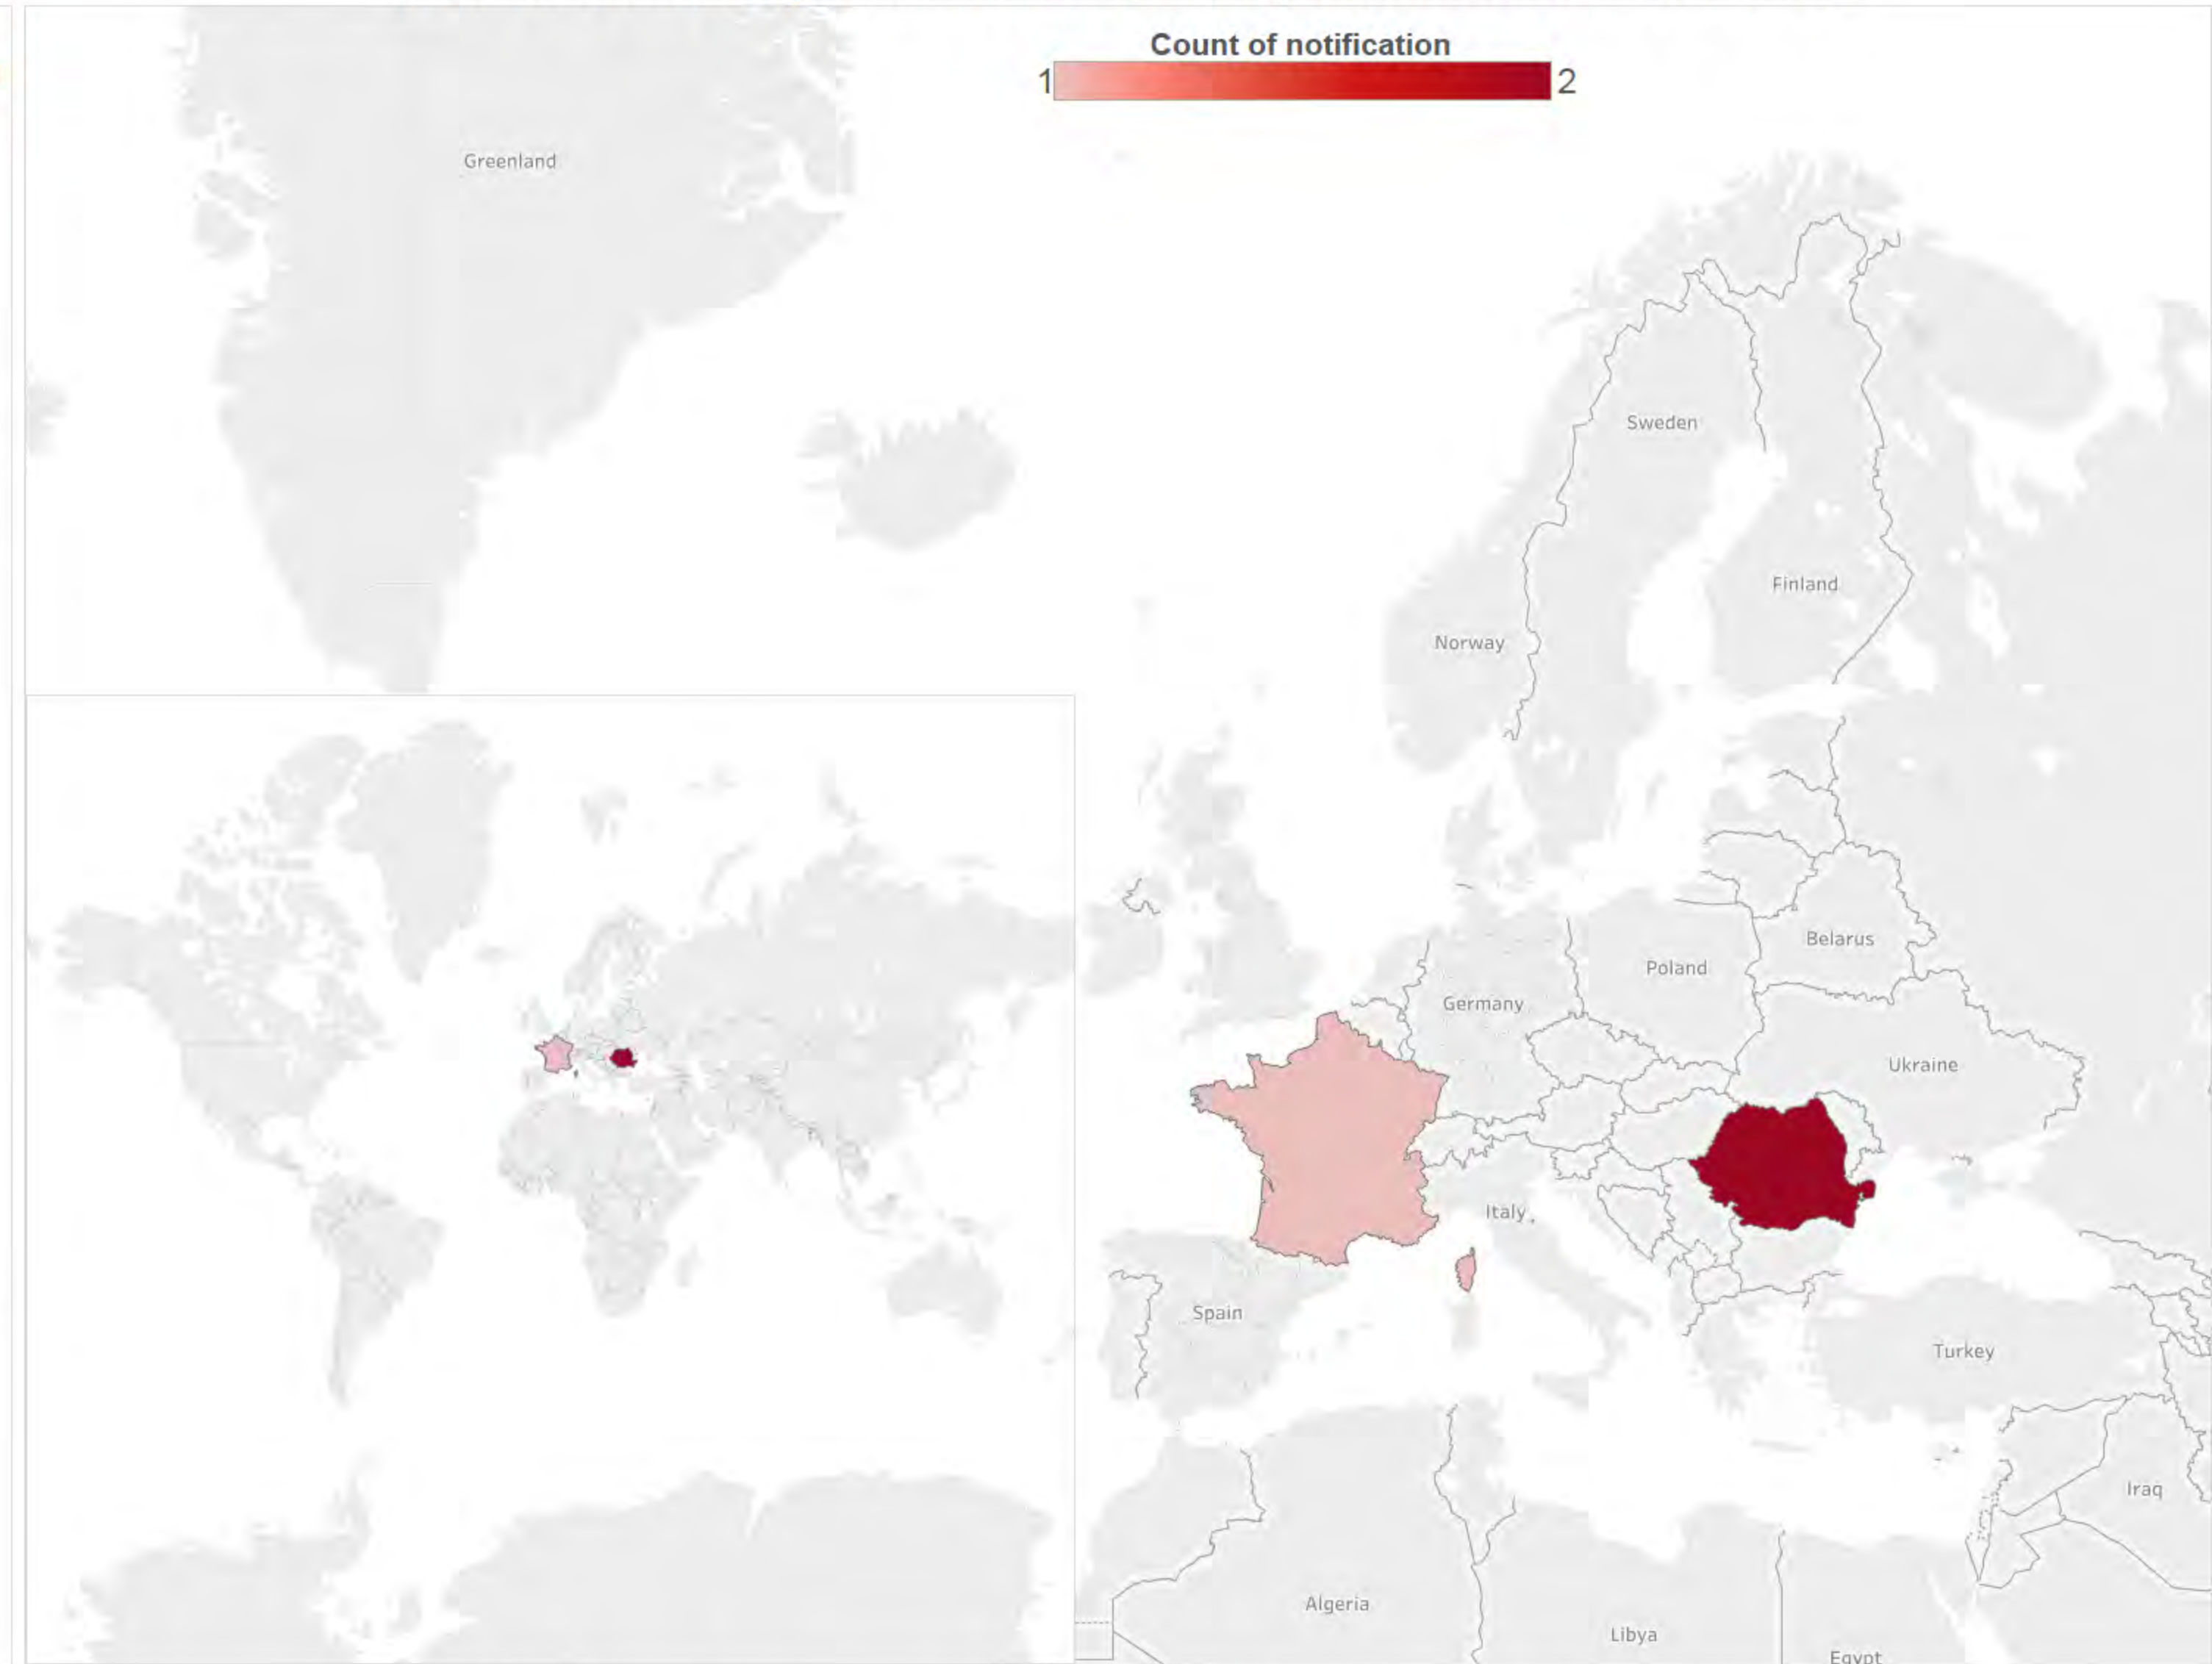 Count of notification
1 2
Greenland
Sweden
Finland
Norway
Belarus
Poland
Germany
Ukraine
Italy
Spain
Turkey
Iraq
Algeria
Libya
Egypt